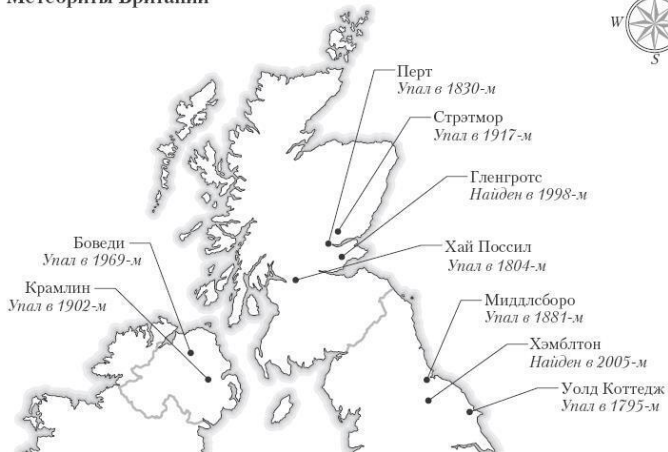 Метеориты Британии
W
S
Перт
Упал в 1830-м
Стрэтмор
Упал в 1917-м
Гленгротс
Найден в 1998-м
Хай Поссил
Упал в 1804-м
Боведи
Упал в 1969-м
Крамлин
Упал в 1902-м
Миддлсборо
Упал в 1881-м
Хэмблтон
Найден в 2005-м
Уолд Коттедж
Упал в 1795-м